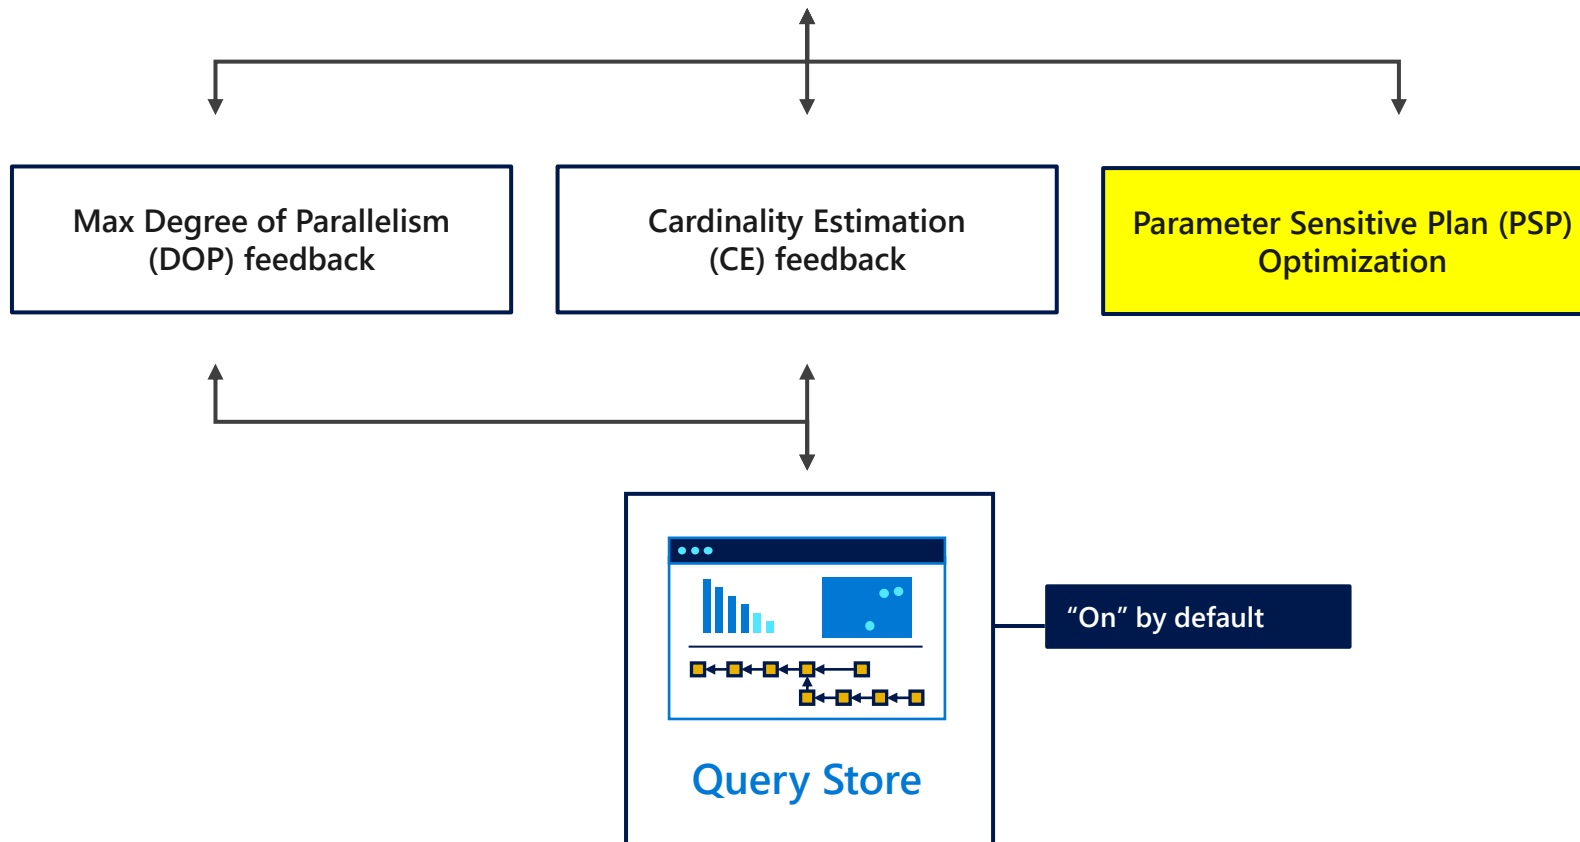 Max Degree of Parallelism
(DOP) feedback
Cardinality Estimation
(CE) feedback
Parameter Sensitive Plan (PSP)
Optimization
“On” by default
Query Store